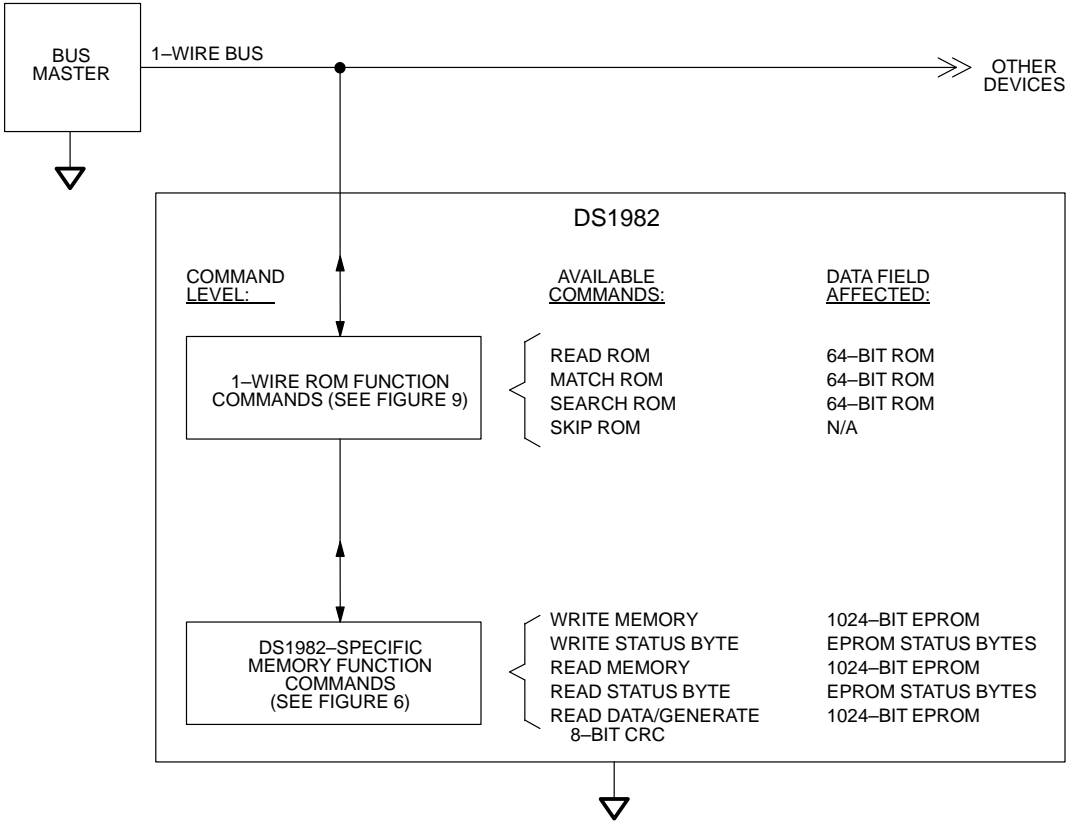 BUS
MASTER
1–WIRE BUS
OTHER
DEVICES
DS1982
COMMAND
LEVEL:
AVAILABLE
COMMANDS:
DATA FIELD
AFFECTED:
1–WIRE ROM FUNCTION
COMMANDS (SEE FIGURE 9)
READ ROM 64–BIT ROM
MATCH ROM 64–BIT ROM
SEARCH ROM 64–BIT ROM
SKIP ROM N/A
DS1982–SPECIFIC
MEMORY FUNCTION
COMMANDS
(SEE FIGURE 6)
WRITE MEMORY 1024–BIT EPROM
WRITE STATUS BYTE EPROM STATUS BYTES
READ MEMORY 1024–BIT EPROM
READ STATUS BYTE EPROM STATUS BYTES
READ DATA/GENERATE 1024–BIT EPROM
8–BIT CRC